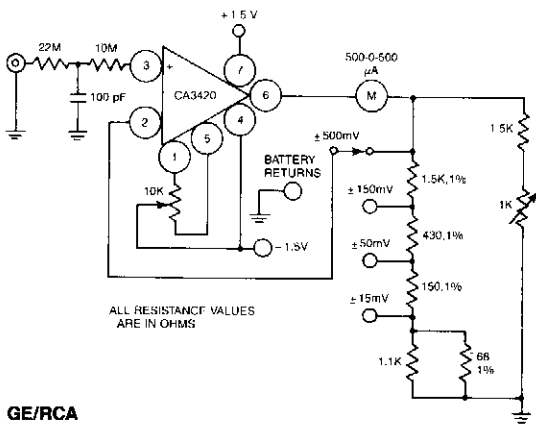 +1.5 V
22M
10M
500-0-500
μA
3
+
7
CA3420
6
M
100 pF
2
5
4
1
±500mV
1.5K
BATTERY
RETURNS
1.5K,1%
10K
±150mV
1K
430,1%
-1.5V
±50mV
150,1%
ALL RESISTANCE VALUES
ARE IN OHMS
±15mV
1.1K
68
1%
GE/RCA